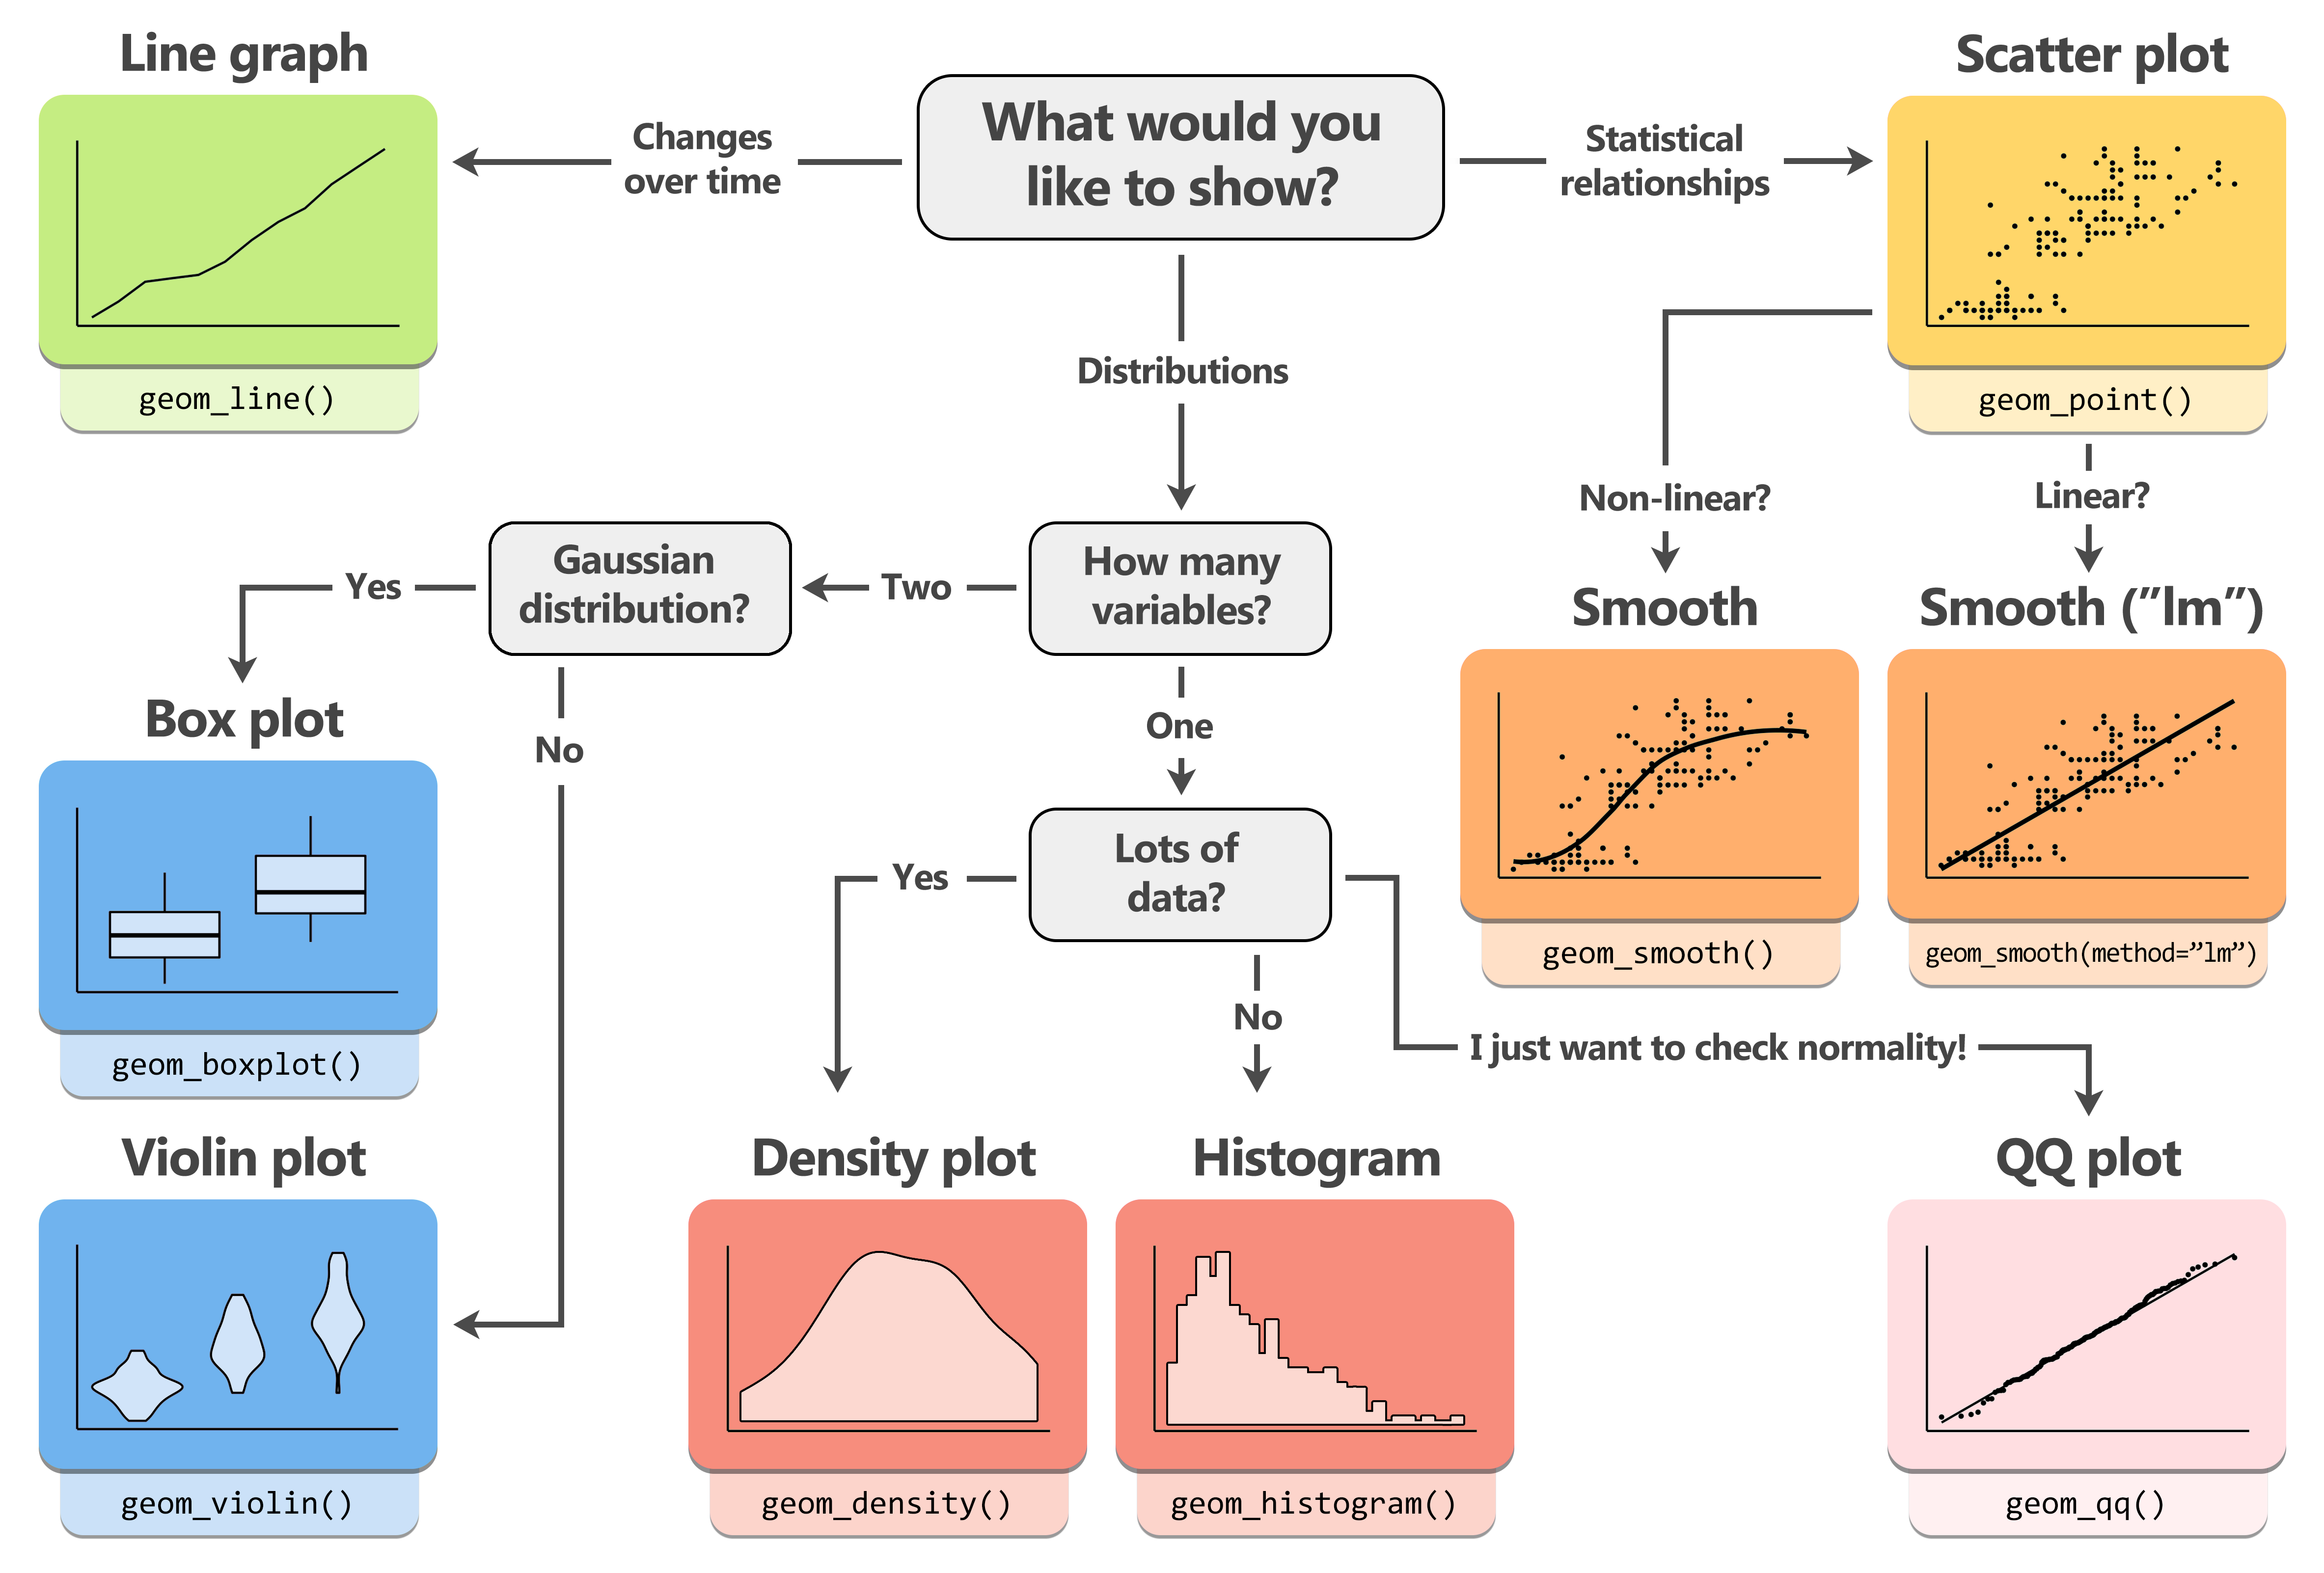 Line graph
geom_line()
Changes
over time
What would you
like to show?
Statistical
relationships
Scatter plot
geom_point()
Distributions
Non-linear?
Linear?
Gaussian
distribution?
Two
How many
variables?
Yes
No
One
Smooth
geom_smooth()
Smooth (”lm”)
geom_smooth(method=”lm”)
Box plot
geom_boxplot()
Lots of
data?
Yes
No
I just want to check normality!
Violin plot
geom_violin()
Density plot
geom_density()
Histogram
geom_histogram()
QQ plot
geom_qq()